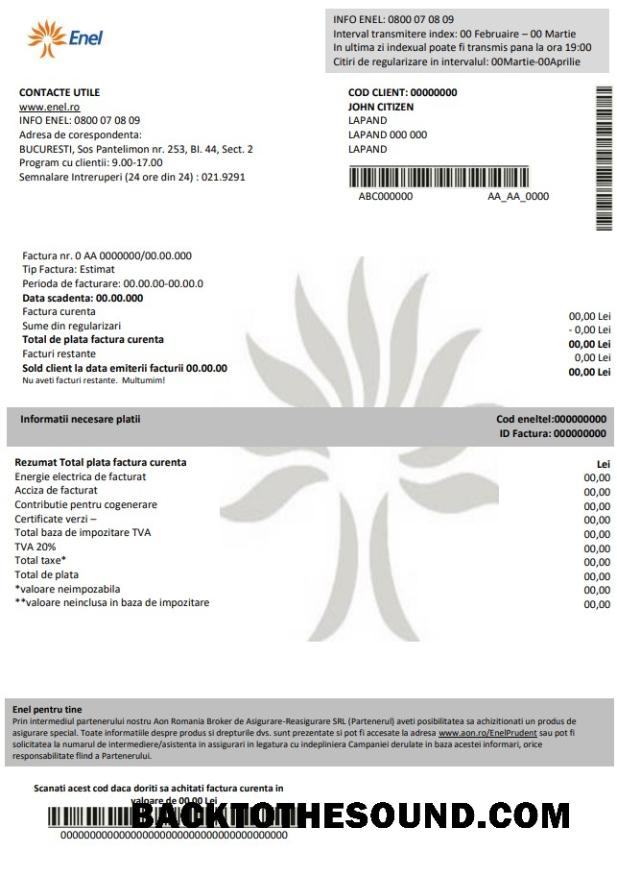 Enel
INFO ENEL: 0800 07 08 09
Interval transmitere index: 00 Februaire – 00 Martie
In ultima zi indexual poate fi transmis pana la ora 19:00
Citiri de regularizare in intervalul: 00Martie-00Aprilie
CONTACTE UTILE
www.enel.ro
INFO ENEL: 0800 07 08 09
Adresa de corespondenta:
BUCURESTI, Sos Pantelimon nr. 253, BI. 44, Sect. 2
Program cu clientii: 9.00-17.00
Semnalare Intreruperi (24 ore din 24) : 021.9291
COD CLIENT: 00000000
JOHN CITIZEN
LAPAND
LAPAND 000 000
LAPAND
ABC000000 AA_AA_0000
Factura nr. 0 AA 0000000/00.00.000
Tip Factura: Estimat
Perioda de facturare: 00.00.00-00.00.0
Data scadenta: 00.00.000
Factura curenta 00,00 Lei
Sume din regularizari - 0,00 Lei
Total de plata factura curenta 00,00 Lei
Facturi restante 0,00 Lei
Sold client la data emiterii facturii 00.00.00 00,00 Lei
Nu aveti facturi restante. Multumim!
Informatii necesare platii Cod eneltel:000000000
ID Factura: 000000000
Rezumat Total plata factura curenta Lei
Energie electrica de facturat 00,00
Acciza de facturat 00,00
Contributie pentru cogenerare 00,00
Certificate verzi – 00,00
Total baza de impozitare TVA 00,00
TVA 20% 00,00
Total taxe* 00,00
Total de plata 00,00
*valoare neimpozabila 00,00
**valoare neinclusa in baza de impozitare 00,00
Enel pentru tine
Prin intermediul partenerului nostru Aon Romania Broker de Asigurare-Reasigurare SRL (Partenerul) aveti posibilitatea sa achizitionati un produs de
asigurare special. Toate informatiile despre produs si drepturile dvs. sunt prezentate si pot fi accesate la adresa www.aon.ro/EnelPrudent sau pot fi
solicitatea la numarul de intermediere/asistenta in assigurari in legatura cu indepliniera Campaniei derulate in baza acestei informari, orice
responsabilitate fiind a Partenerului.
Scanati acest cod daca doriti sa achitati factura curenta in
valoare de 00,00 Lei
BACKTOTHESOUND.COM